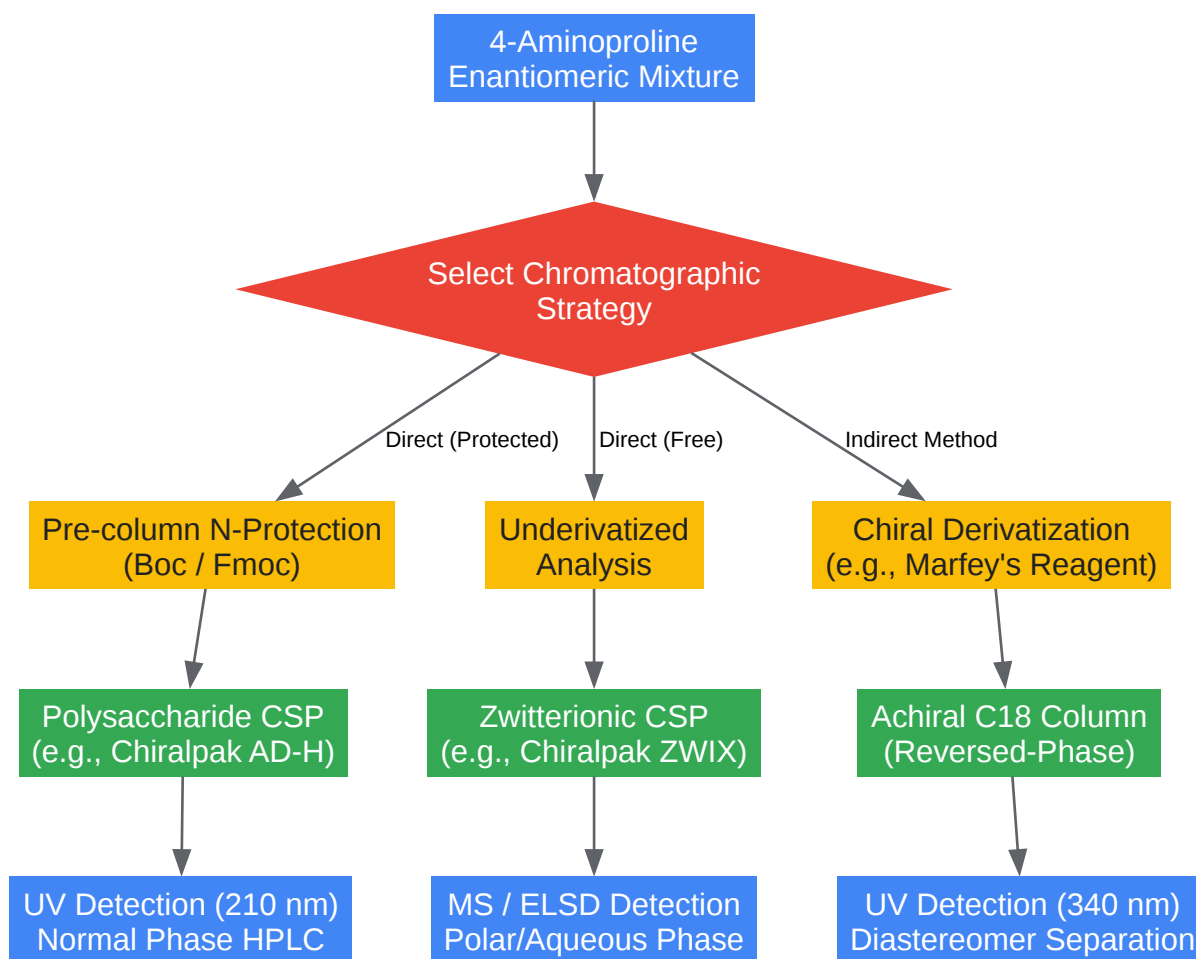 4-Aminoproline
Enantiomeric Mixture
Select Chromatographic
Strategy
Direct (Protected)
Direct (Free)
Indirect Method
Pre-column N-Protection
(Boc / Fmoc)
Underivatized
Analysis
Chiral Derivatization
(e.g., Marfey's Reagent)
Polysaccharide CSP
(e.g., Chiralpak AD-H)
Zwitterionic CSP
(e.g., Chiralpak ZWIX)
Achiral C18 Column
(Reversed-Phase)
UV Detection (210 nm)
Normal Phase HPLC
MS / ELSD Detection
Polar/Aqueous Phase
UV Detection (340 nm)
Diastereomer Separation